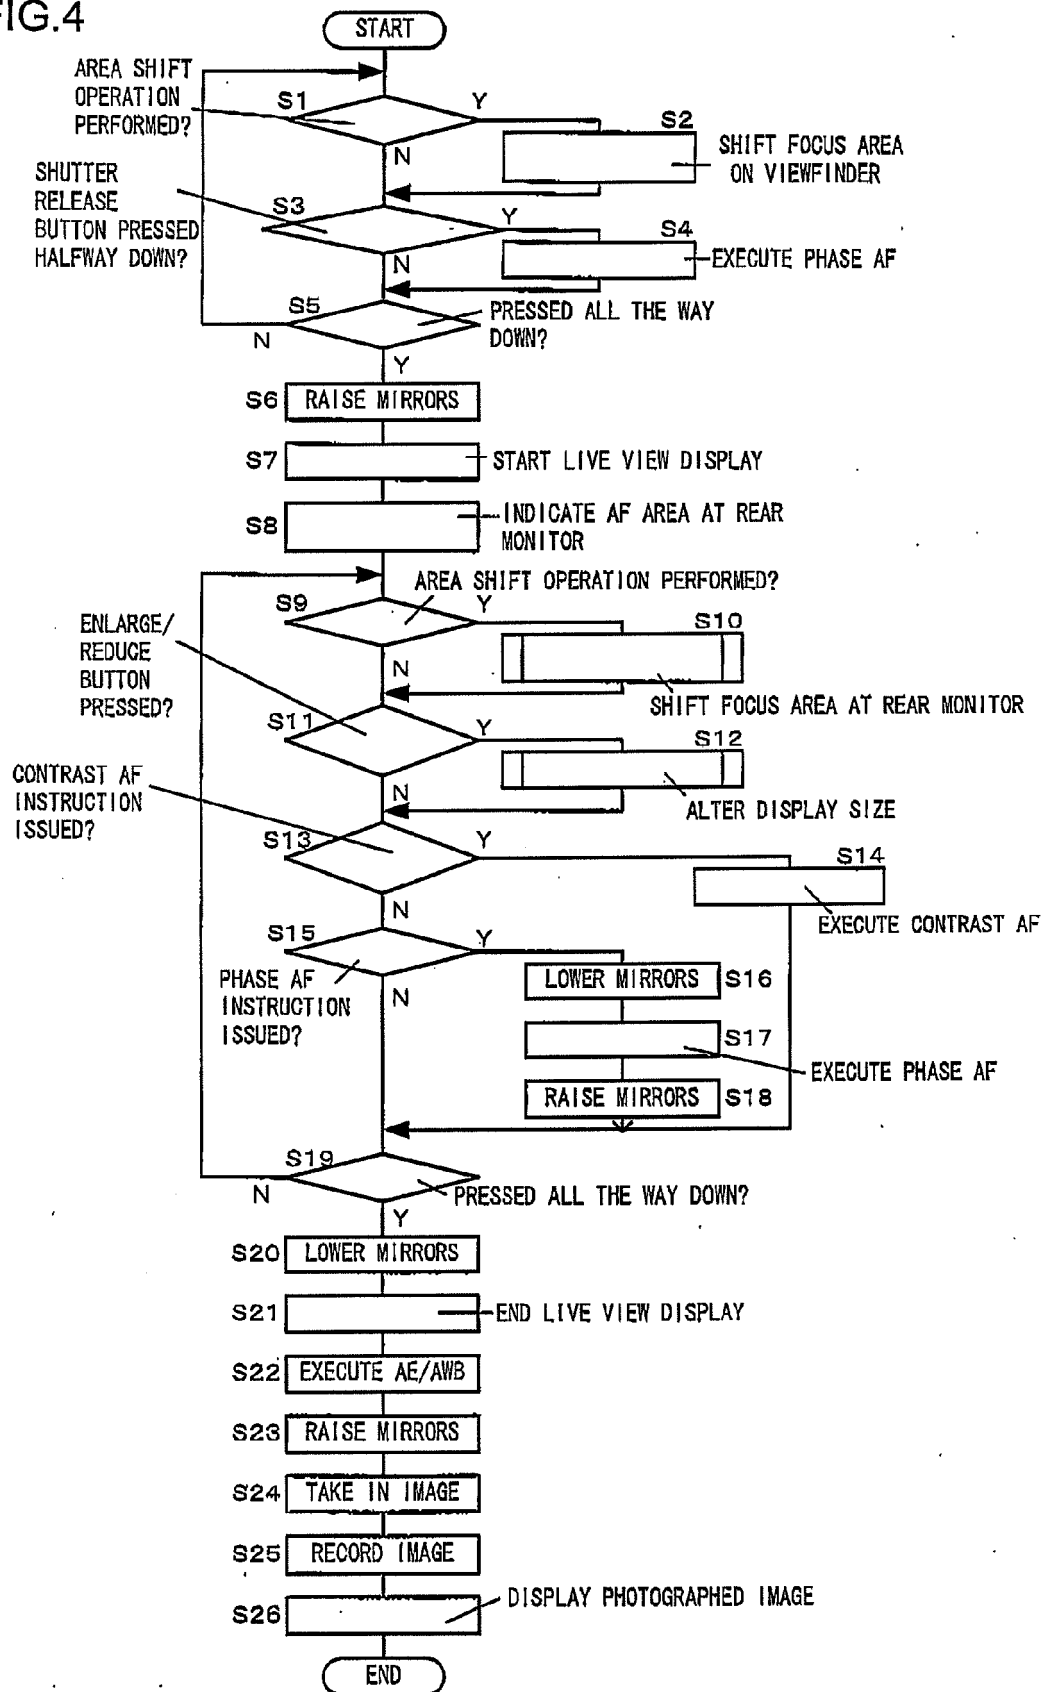 FIG.4
START
AREA SHIFT
OPERATION
PERFORMED?
S1
Y
N
S2
SHIFT FOCUS AREA
ON VIEWFINDER
SHUTTER
RELEASE
BUTTON PRESSED
HALFWAY DOWN?
S3
Y
N
S4
EXECUTE PHASE AF
S5
PRESSED ALL THE WAY
DOWN?
N
Y
S6
RAISE MIRRORS
S7
START LIVE VIEW DISPLAY
S8
INDICATE AF AREA AT REAR
MONITOR
AREA SHIFT OPERATION PERFORMED?
S9
Y
N
S10
SHIFT FOCUS AREA AT REAR MONITOR
ENLARGE/
REDUCE
BUTTON
PRESSED?
S11
Y
N
S12
ALTER DISPLAY SIZE
CONTRAST AF
INSTRUCTION
ISSUED?
S13
Y
N
S14
EXECUTE CONTRAST AF
S15
Y
N
PHASE AF
INSTRUCTION
ISSUED?
LOWER MIRRORS
S16
S17
EXECUTE PHASE AF
RAISE MIRRORS
S18
S19
N
Y
PRESSED ALL THE WAY DOWN?
S20
LOWER MIRRORS
S21
END LIVE VIEW DISPLAY
S22
EXECUTE AE/AWB
S23
RAISE MIRRORS
S24
TAKE IN IMAGE
S25
RECORD IMAGE
S26
DISPLAY PHOTOGRAPHED IMAGE
END